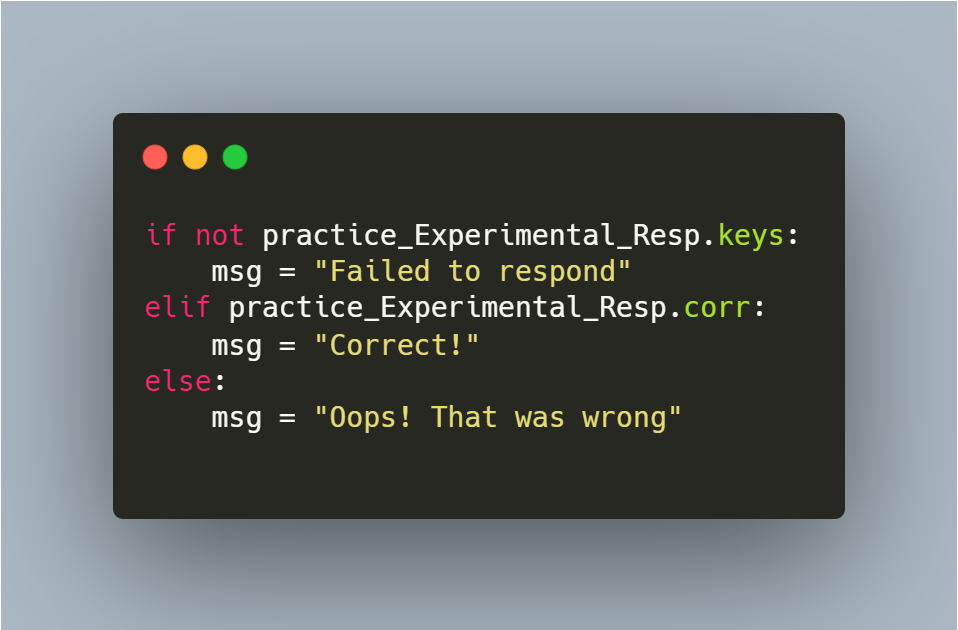 if not practice_Experimental_Resp.keys:
    msg = "Failed to respond"
elif practice_Experimental_Resp.corr:
    msg = "Correct!"
else:
    msg = "Oops! That was wrong"